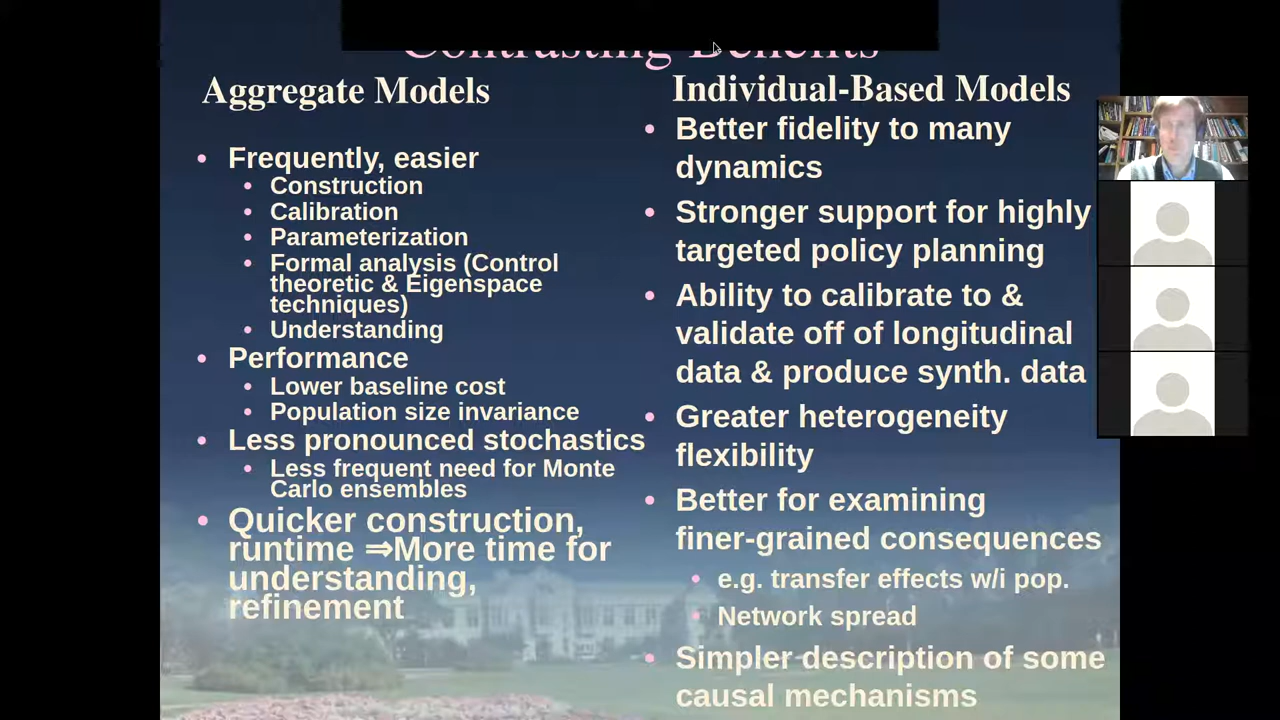 Contrasting Benefits
Aggregate Models
• Frequently, easier
• Construction
• Calibration
• Parameterization
• Formal analysis (Control
theoretic & Eigenspace
techniques)
• Understanding
• Performance
• Lower baseline cost
• Population size invariance
• Less pronounced stochastics
• Less frequent need for Monte
Carlo ensembles
• Quicker construction,
runtime ⇒More time for
understanding,
refinement
Individual-Based Models
• Better fidelity to many
dynamics
• Stronger support for highly
targeted policy planning
• Ability to calibrate to &
validate off of longitudinal
data & produce synth. data
• Greater heterogeneity
flexibility
• Better for examining
finer-grained consequences
• e.g. transfer effects w/i pop.
• Network spread
• Simpler description of some
causal mechanisms